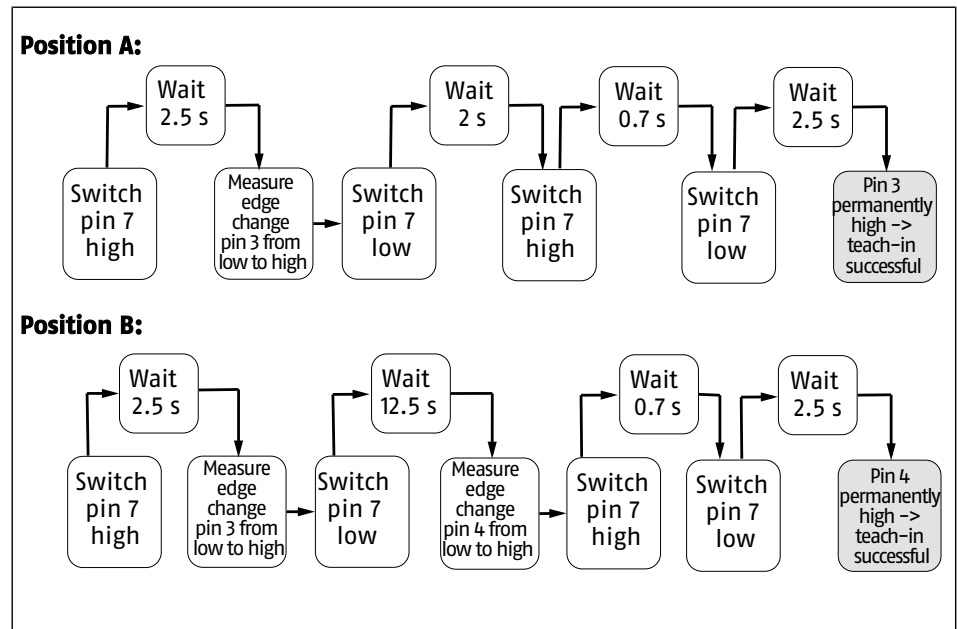 Position A:
Wait
2.5 s
Wait
2 s
Wait
0.7 s
Wait
2.5 s
Switch
pin 7
high
Measure
edge
change
pin 3 from
low to high
Switch
pin 7
low
Switch
pin 7
high
Switch
pin 7
low
Pin 3
permanently
high ->
teach-in
successful
Position B:
Wait
2.5 s
Wait
12.5 s
Wait
0.7 s
Wait
2.5 s
Switch
pin 7
high
Measure
edge
change
pin 3 from
low to high
Switch
pin 7
low
Measure
edge
change
pin 4 from
low to high
Switch
pin 7
high
Switch
pin 7
low
Pin 4
permanently
high ->
teach-in
successful